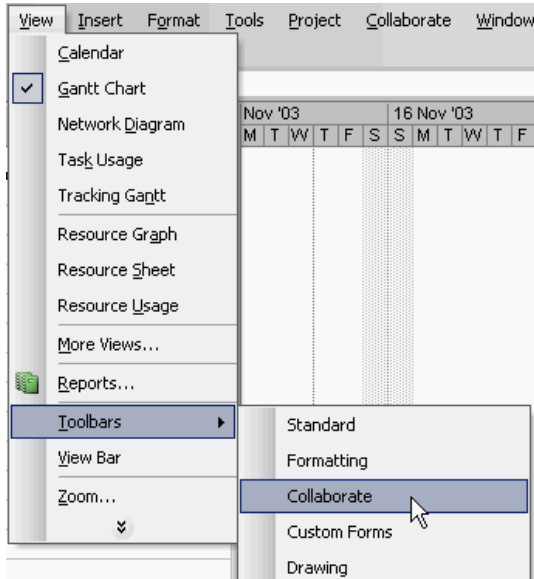 View Insert Format Tools Project Collaborate Window
Calendar
Gantt Chart
Network Diagram
Task Usage
Tracking Gantt
Resource Graph
Resource Sheet
Resource Usage
More Views...
Reports...
Toolbars
View Bar
Zoom...
Nov '03 16 Nov '03
M T W T F S S M T W T F
Standard
Formatting
Collaborate
Custom Forms
Drawing